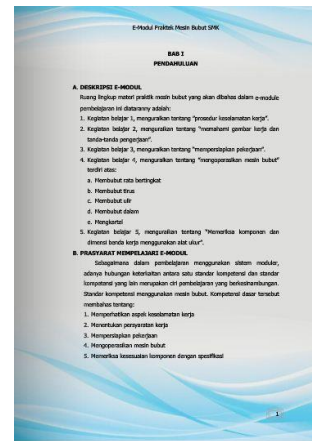 E-Modul Praktek Mesin Bubut SMK
BAB I
PENDAHULUAN
A. DESKRIPSI E-MODUL
Ruang lingkup materi praktik mesin bubut yang akan dibahas dalam e-module
pembelajaran ini diataranny adalah:
1. Kegiatan belajar 1, menguraikan tentang "prosedur keselamatan kerja".
2. Kegiatan belajar 2, menguraikan tentang "memahami gambar kerja dan
tanda-tanda pengerjaan".
3. Kegiatan belajar 3, menguraikan tentang "mempersiapkan pekerjaan".
4. Kegiatan belajar 4, menguraikan tentang "mengoperasikan mesin bubut"
terdiri atas:
a. Membubut rata bertingkat
b. Membubut tirus
c. Membubut ulir
d. Membubut dalam
e. Mengkartel
5. Kegiatan belajar 5, menguraikan tentang "Memeriksa komponen dan
dimensi benda kerja menggunakan alat ukur".
B. PRASYARAT MEMPELAJARI E-MODUL
Sebagaimana dalam pembelajaran menggunakan sistem modular,
adanya hubungan keterkaitan antara satu standar kompetensi dan standar
kompetensi yang lain merupakan ciri pembelajaran yang berkesinambungan.
Standar kompetensi menggunakan mesin bubut. Kompetensi dasar tersebut
membahas tentang:
1. Memperhatikan aspek keselamatan kerja
2. Menentukan persyaratan kerja
3. Mempersiapkan pekerjaan
4. Mengoperasikan mesin bubut
5. Memeriksa kesesuaian komponen dengan spesifikasi
1